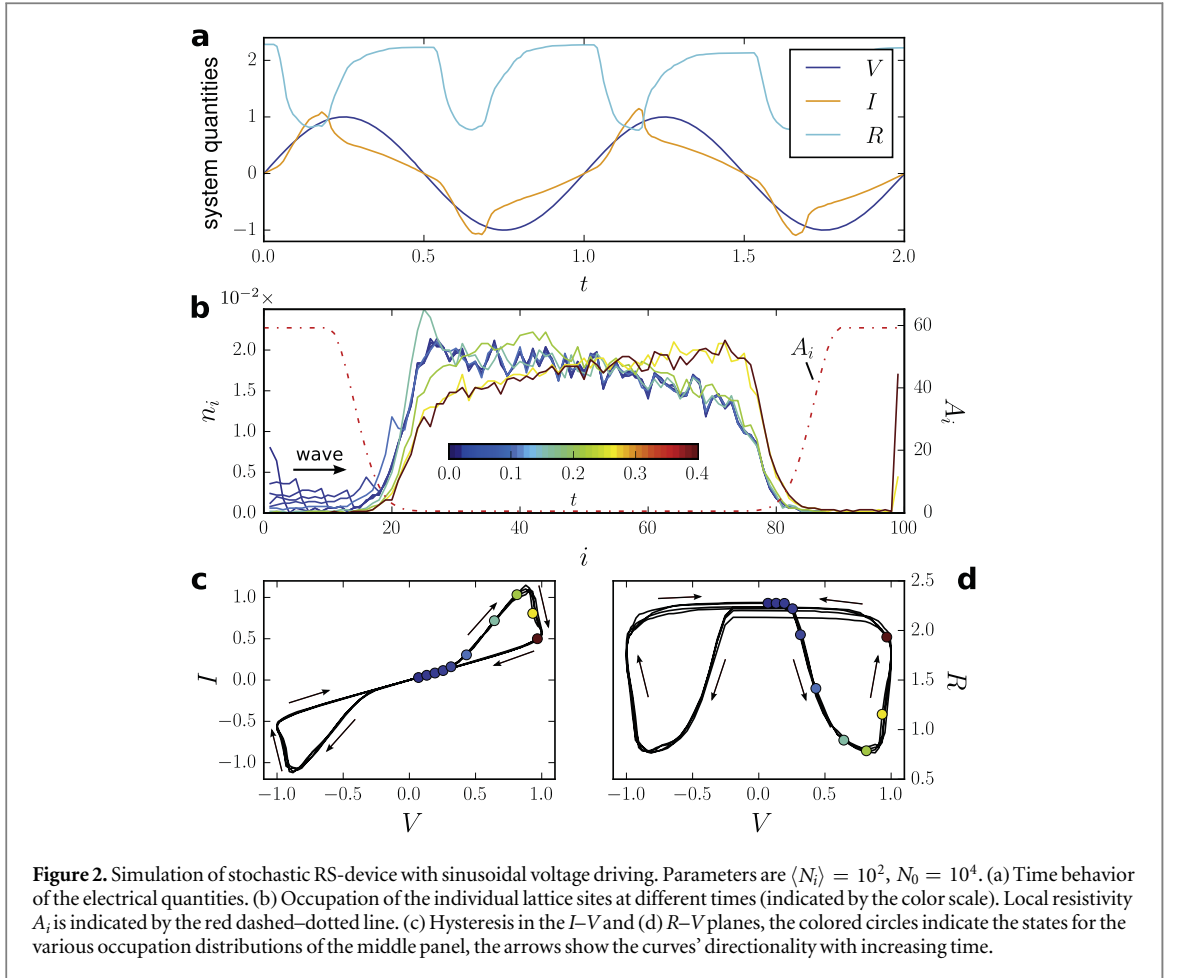 a
system quantities
2
1
0
−1
V
I
R
0.0 0.5 1.0 1.5 2.0
t
b
10⁻²×
2.0
1.5
1.0
0.5
0.0
n_i
wave
0.0 0.1 0.2 0.3 0.4
t
A_i
60
40
20
0
A_i
0 20 40 60 80 100
i
c
1.0
0.5
0.0
−0.5
−1.0
I
−1.0 −0.5 0.0 0.5 1.0
V
d
2.5
2.0
1.5
1.0
0.5
R
−1.0 −0.5 0.0 0.5 1.0
V
Figure 2. Simulation of stochastic RS-device with sinusoidal voltage driving. Parameters are ⟨N_i⟩ = 10², N₀ = 10⁴. (a) Time behavior
of the electrical quantities. (b) Occupation of the individual lattice sites at different times (indicated by the color scale). Local resistivity
A_i is indicated by the red dashed–dotted line. (c) Hysteresis in the I–V and (d) R–V planes, the colored circles indicate the states for the
various occupation distributions of the middle panel, the arrows show the curves' directionality with increasing time.